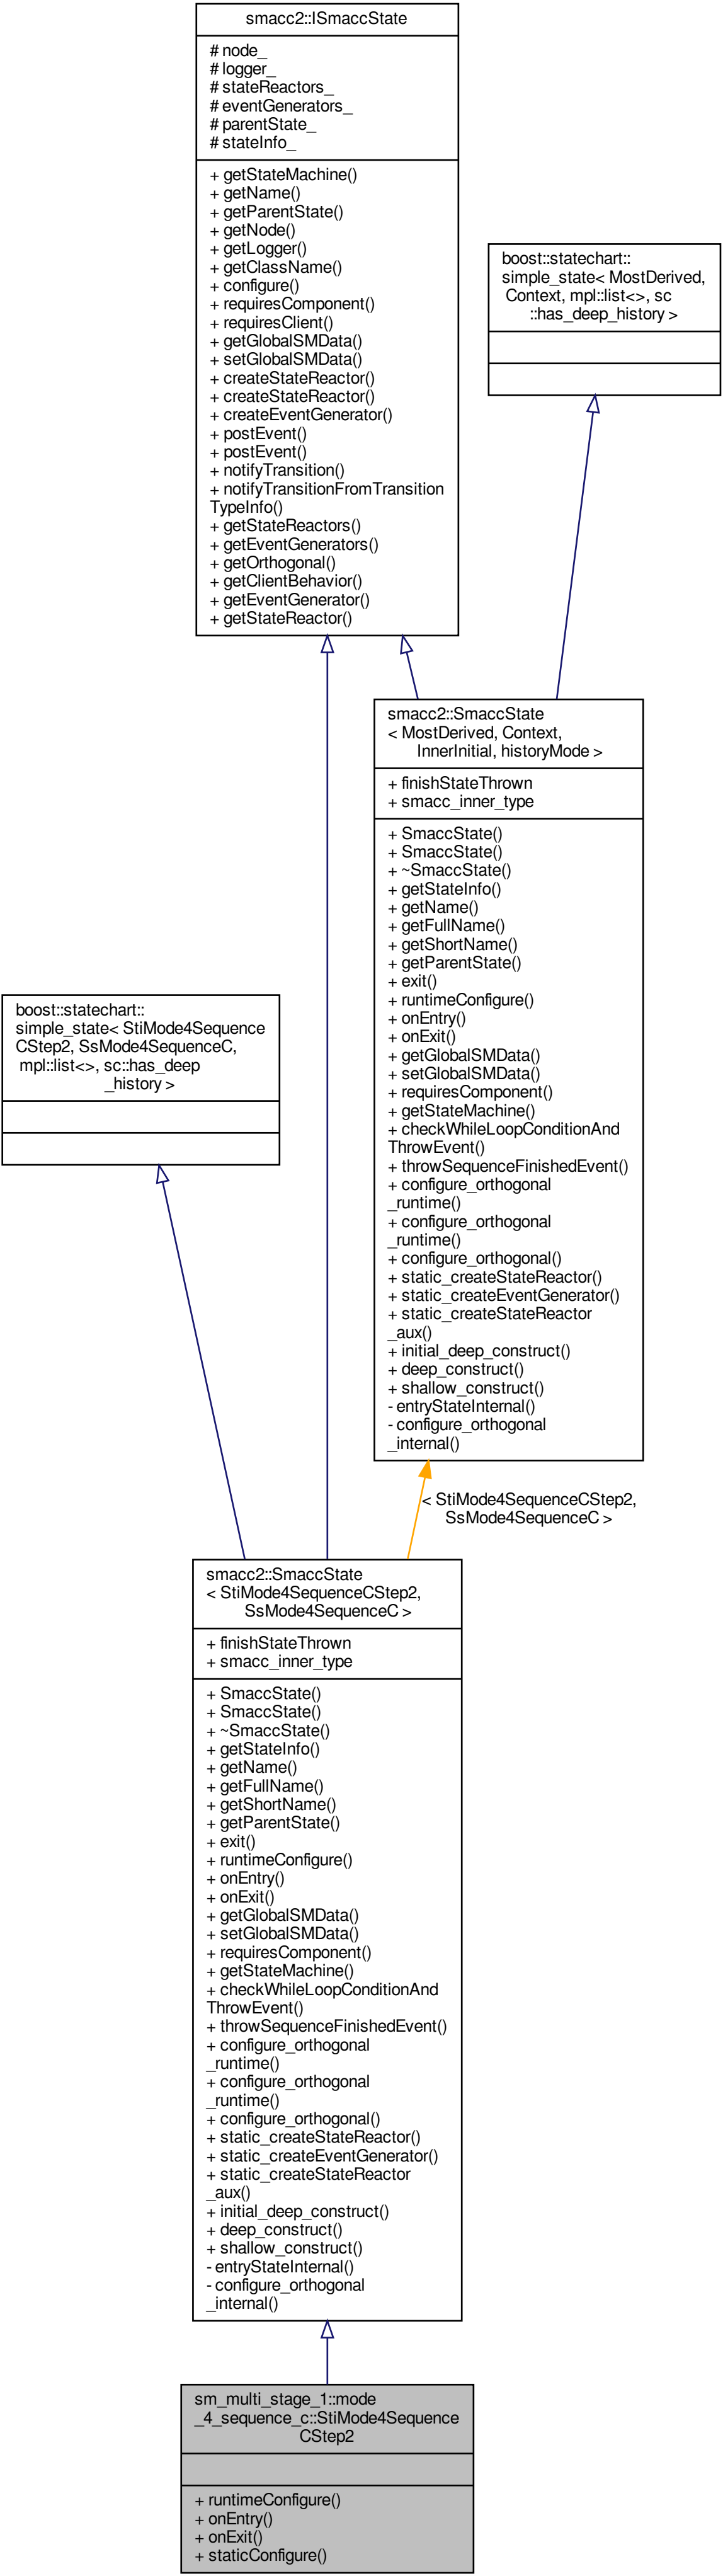 smacc2::ISmaccState
# node_
# logger_
# stateReactors_
# eventGenerators_
# parentState_
# stateInfo_
+ getStateMachine()
+ getName()
+ getParentState()
+ getNode()
+ getLogger()
+ getClassName()
+ configure()
+ requiresComponent()
+ requiresClient()
+ getGlobalSMData()
+ setGlobalSMData()
+ createStateReactor()
+ createStateReactor()
+ createEventGenerator()
+ postEvent()
+ postEvent()
+ notifyTransition()
+ notifyTransitionFromTransition
TypeInfo()
+ getStateReactors()
+ getEventGenerators()
+ getOrthogonal()
+ getClientBehavior()
+ getEventGenerator()
+ getStateReactor()
boost::statechart::
simple_state< MostDerived,
Context, mpl::list<>, sc
::has_deep_history >
smacc2::SmaccState
< MostDerived, Context,
InnerInitial, historyMode >
+ finishStateThrown
+ smacc_inner_type
+ SmaccState()
+ SmaccState()
+ ~SmaccState()
+ getStateInfo()
+ getName()
+ getFullName()
+ getShortName()
+ getParentState()
+ exit()
+ runtimeConfigure()
+ onEntry()
+ onExit()
+ getGlobalSMData()
+ setGlobalSMData()
+ requiresComponent()
+ getStateMachine()
+ checkWhileLoopConditionAnd
ThrowEvent()
+ throwSequenceFinishedEvent()
+ configure_orthogonal
_runtime()
+ configure_orthogonal
_runtime()
+ configure_orthogonal()
+ static_createStateReactor()
+ static_createEventGenerator()
+ static_createStateReactor
_aux()
+ initial_deep_construct()
+ deep_construct()
+ shallow_construct()
- entryStateInternal()
- configure_orthogonal
_internal()
boost::statechart::
simple_state< StiMode4Sequence
CStep2, SsMode4SequenceC,
mpl::list<>, sc::has_deep
_history >
< StiMode4SequenceCStep2,
SsMode4SequenceC >
smacc2::SmaccState
< StiMode4SequenceCStep2,
SsMode4SequenceC >
+ finishStateThrown
+ smacc_inner_type
+ SmaccState()
+ SmaccState()
+ ~SmaccState()
+ getStateInfo()
+ getName()
+ getFullName()
+ getShortName()
+ getParentState()
+ exit()
+ runtimeConfigure()
+ onEntry()
+ onExit()
+ getGlobalSMData()
+ setGlobalSMData()
+ requiresComponent()
+ getStateMachine()
+ checkWhileLoopConditionAnd
ThrowEvent()
+ throwSequenceFinishedEvent()
+ configure_orthogonal
_runtime()
+ configure_orthogonal
_runtime()
+ configure_orthogonal()
+ static_createStateReactor()
+ static_createEventGenerator()
+ static_createStateReactor
_aux()
+ initial_deep_construct()
+ deep_construct()
+ shallow_construct()
- entryStateInternal()
- configure_orthogonal
_internal()
sm_multi_stage_1::mode
_4_sequence_c::StiMode4Sequence
CStep2
+ runtimeConfigure()
+ onEntry()
+ onExit()
+ staticConfigure()